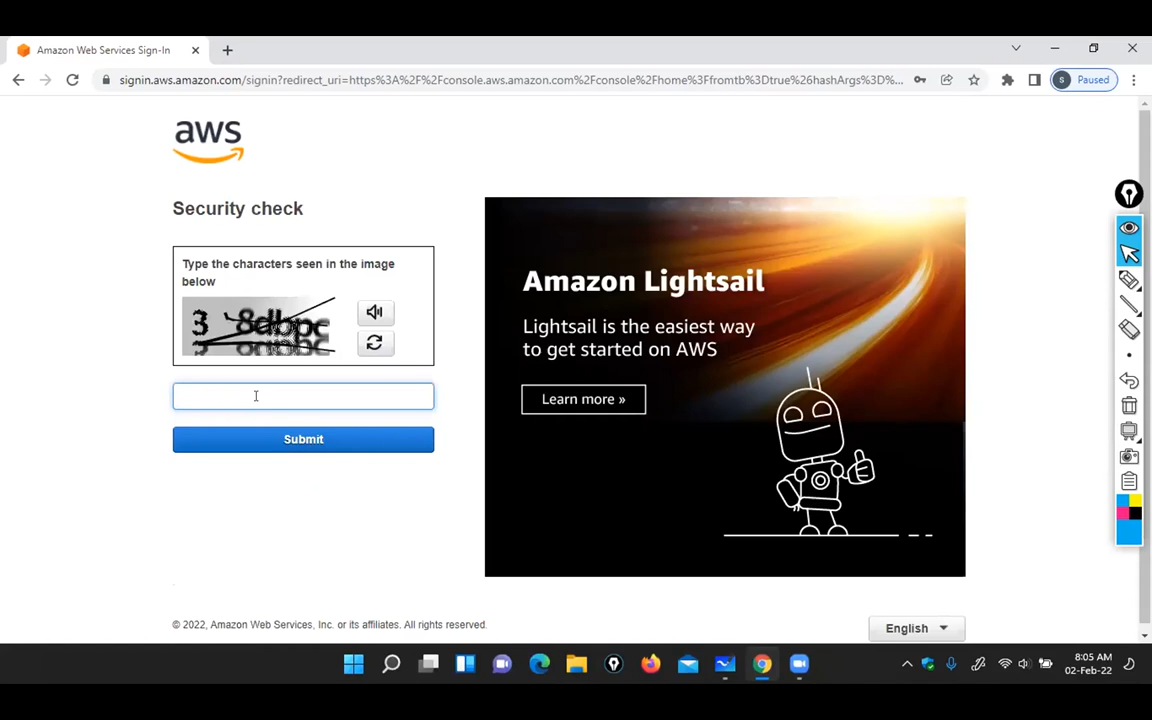 Amazon Web Services Sign-In
signin.aws.amazon.com/signin?redirect_uri=https%3A%2F%2Fconsole.aws.amazon.com%2Fconsole%2Fhome%3Ffromtb%3Dtrue%26hashArgs%3D%...
S Paused
aws
Security check
Type the characters seen in the image
below
Submit
Amazon Lightsail
Lightsail is the easiest way
to get started on AWS
Learn more »
© 2022, Amazon Web Services, Inc. or its affiliates. All rights reserved.
English
8:05 AM
02-Feb-22